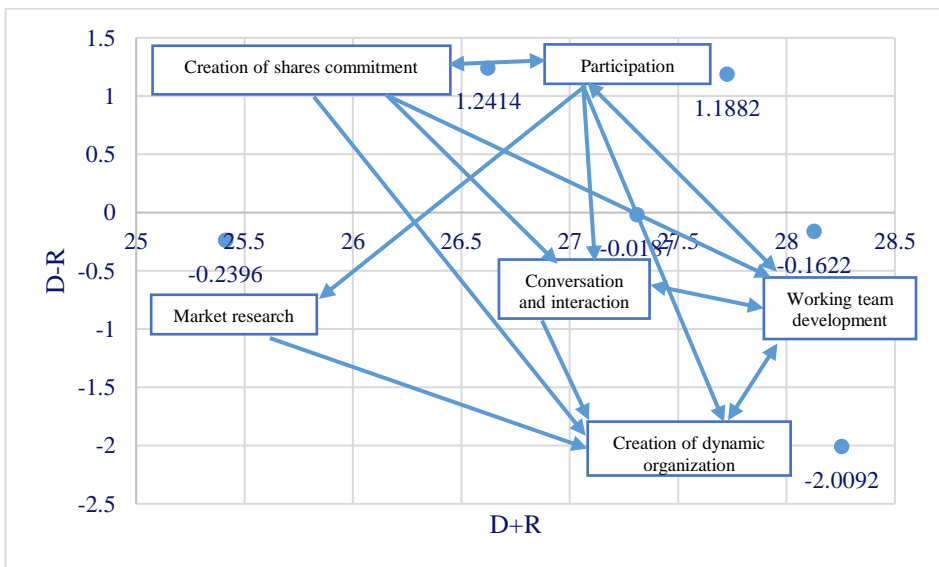 1.5
Creation of shares commitment
Participation
1
1.2414
1.1882
0.5
0
25
25.5
26
26.5
27
27.5
28
28.5
-0.2396
-0.0187
-0.1622
D-R
-0.5
Conversation
and interaction
Working team
development
Market research
-1
-1.5
Creation of dynamic
organization
-2
-2.0092
-2.5
D+R